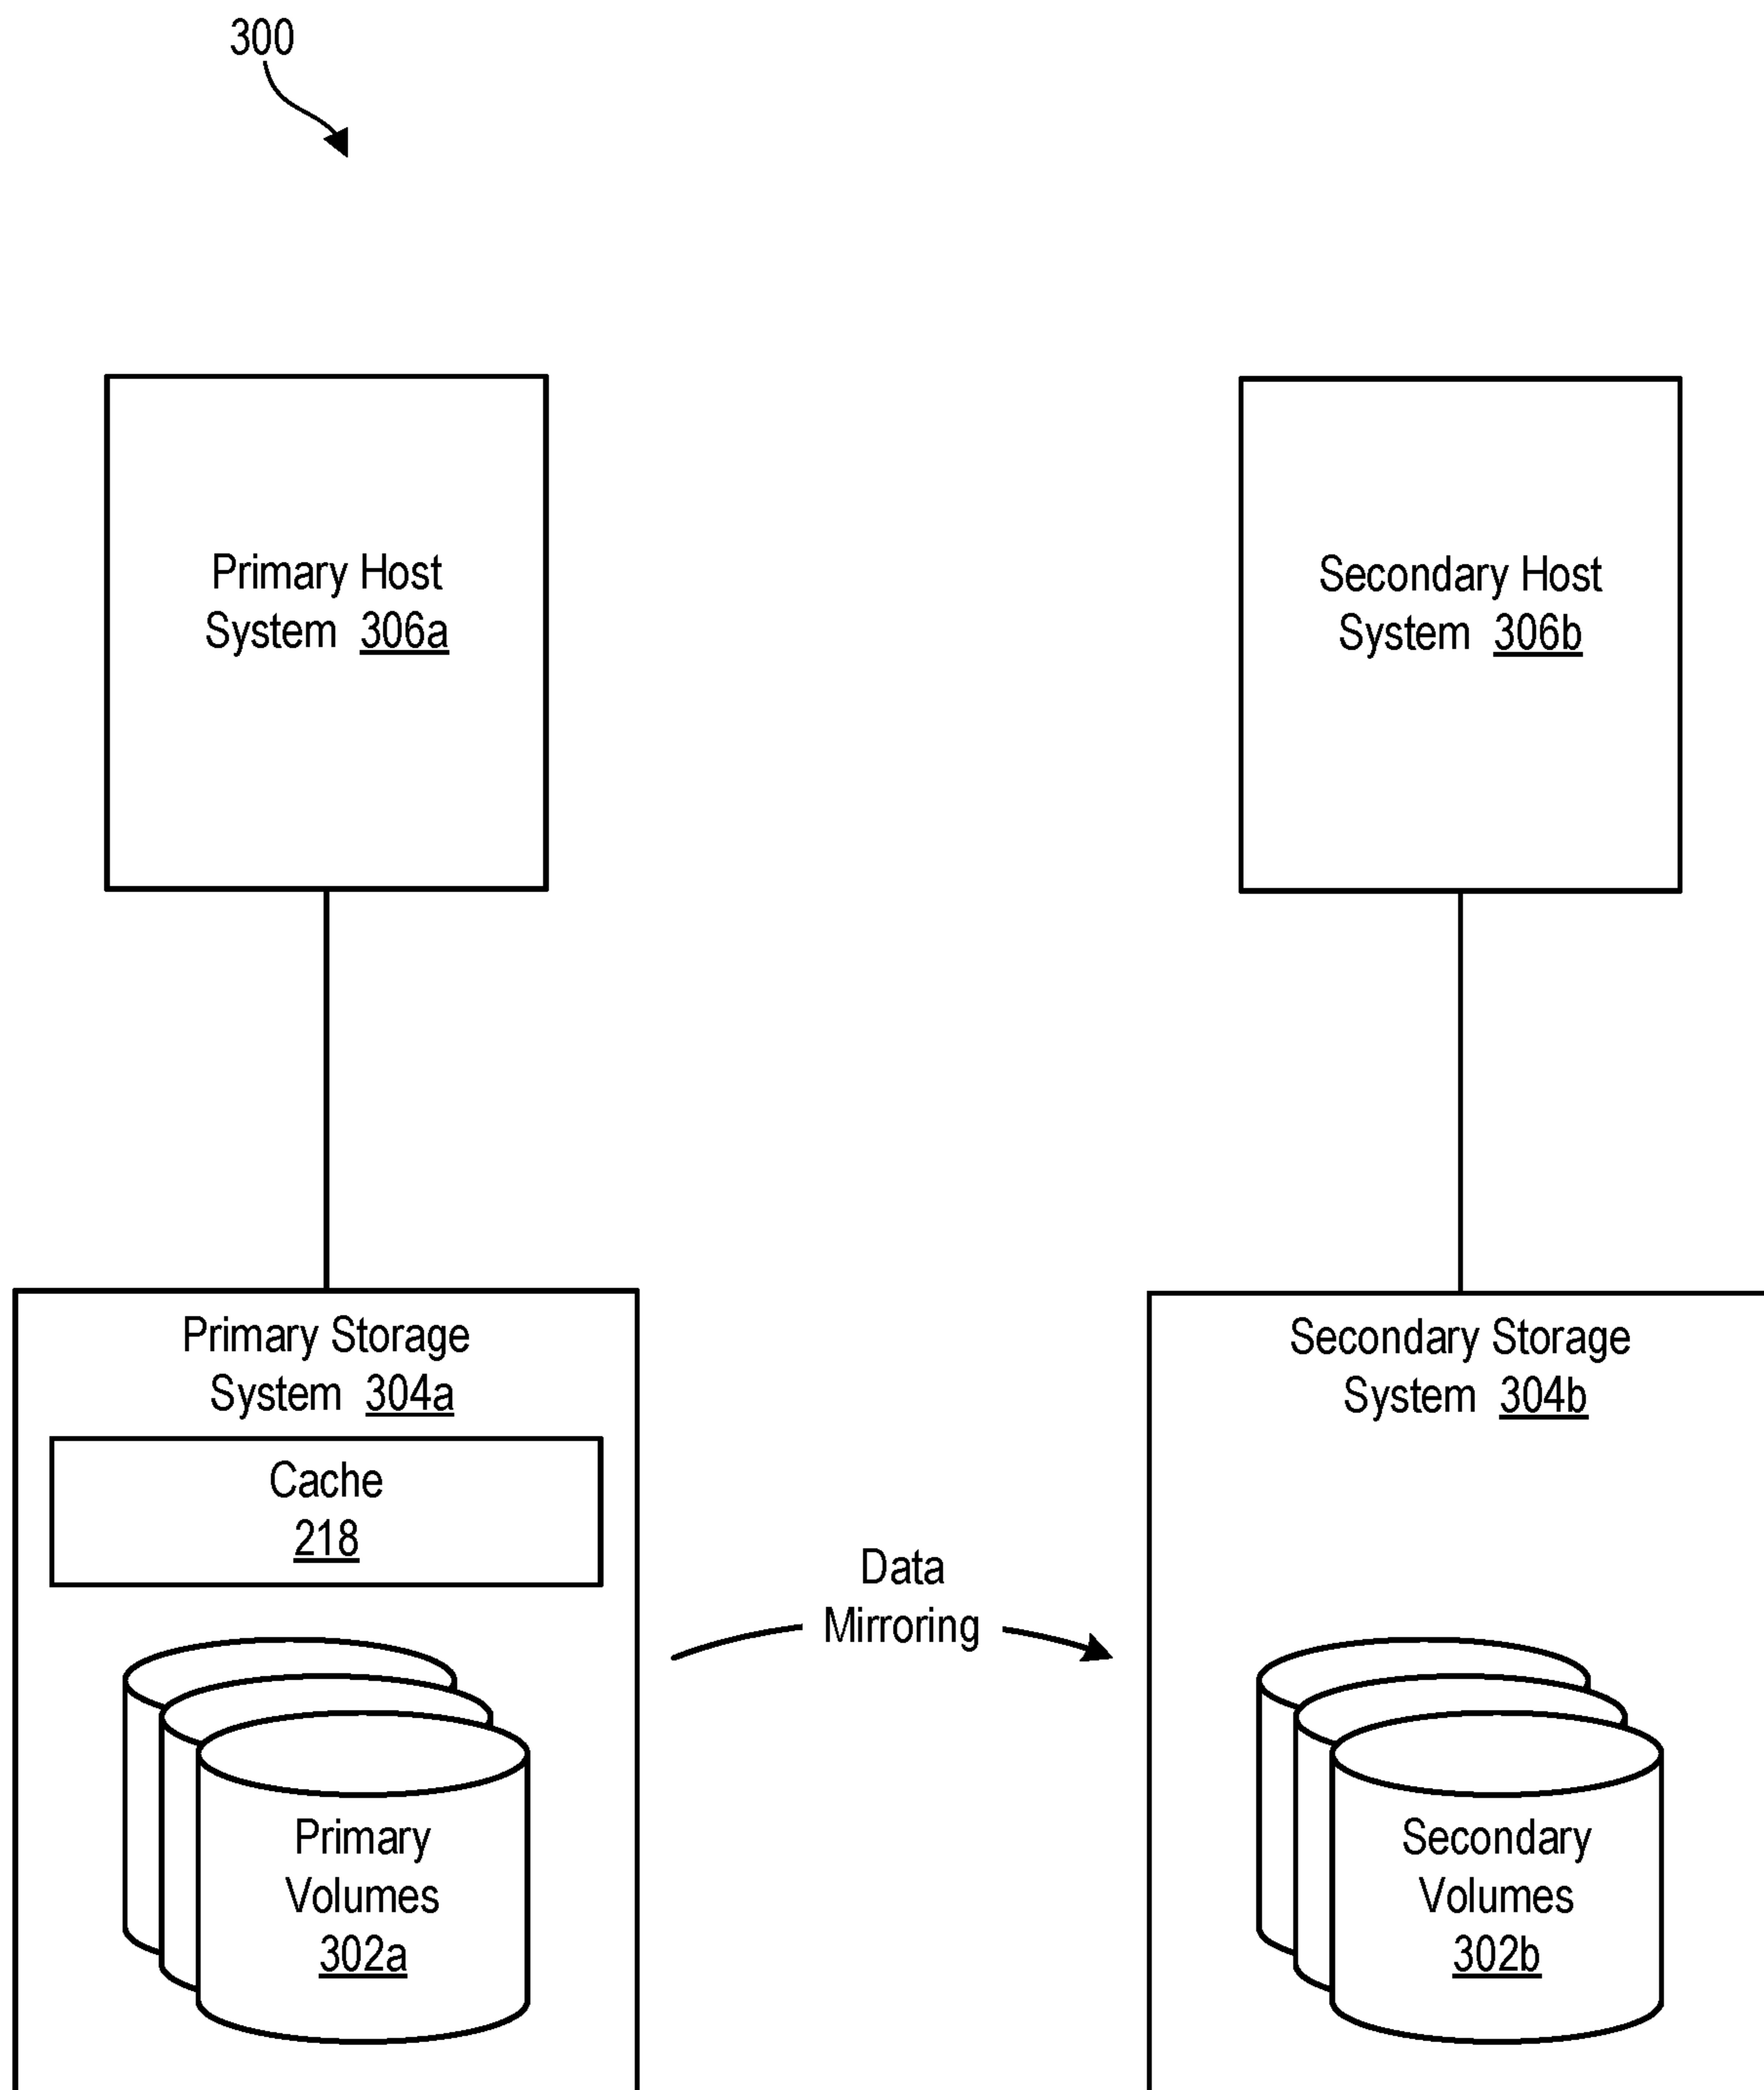 300
Primary Host
System 306a
Secondary Host
System 306b
Primary Storage
System 304a
Cache
218
Primary
Volumes
302a
Data
Mirroring
Secondary Storage
System 304b
Secondary
Volumes
302b